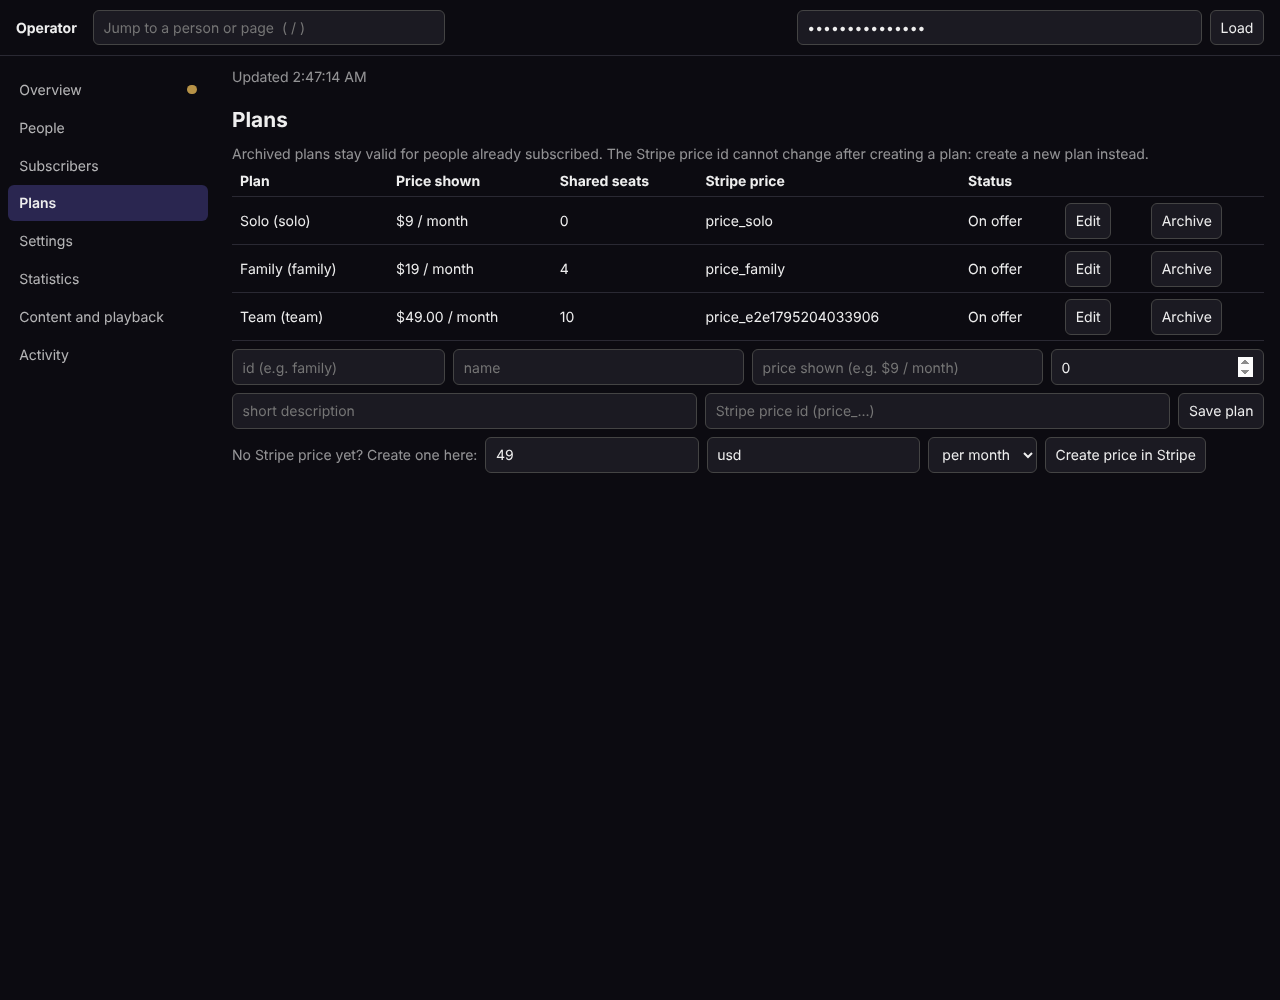 Operator
Jump to a person or page ( / )
•••••••••••••••
Load
Overview
People
Subscribers
Plans
Settings
Statistics
Content and playback
Activity
Updated 2:47:14 AM
Plans
Archived plans stay valid for people already subscribed. The Stripe price id cannot change after creating a plan: create a new plan instead.
Plan Price shown Shared seats Stripe price Status
Solo (solo) $9 / month 0 price_solo On offer Edit Archive
Family (family) $19 / month 4 price_family On offer Edit Archive
Team (team) $49.00 / month 10 price_e2e1795204033906 On offer Edit Archive
id (e.g. family) name price shown (e.g. $9 / month) 0
short description Stripe price id (price_...) Save plan
No Stripe price yet? Create one here: 49 usd per month Create price in Stripe